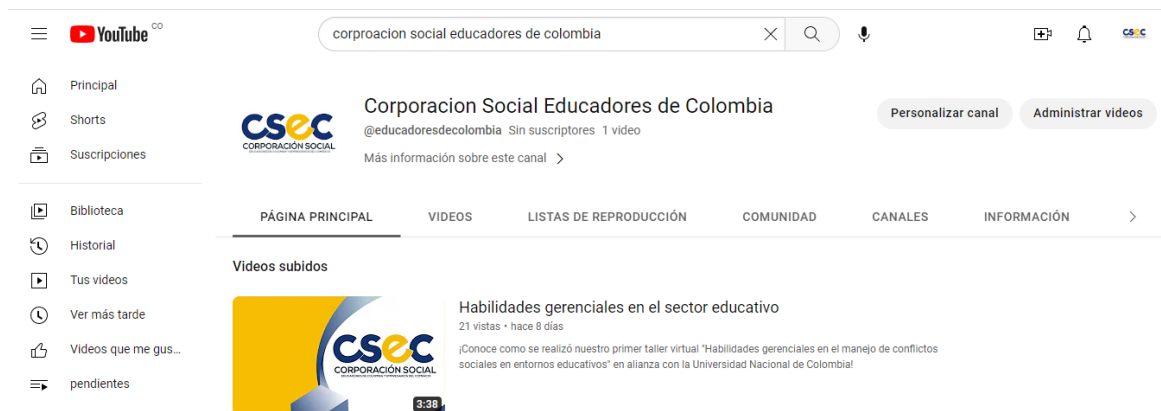 YouTube CO
corproacion social educadores de colombia
CSEC
Principal
Shorts
Suscripciones
Biblioteca
Historial
Tus videos
Ver más tarde
Videos que me gus...
pendientes
CSEC
CORPORACIÓN SOCIAL
Corporacion Social Educadores de Colombia
@educadoresdecolombia Sin suscriptores 1 video
Más información sobre este canal
Personalizar canal
Administrar videos
PÁGINA PRINCIPAL VIDEOS LISTAS DE REPRODUCCIÓN COMUNIDAD CANALES INFORMACIÓN
Videos subidos
CSEC
CORPORACIÓN SOCIAL
3:38
Habilidades gerenciales en el sector educativo
21 vistas • hace 8 días
¡Conoce como se realizó nuestro primer taller virtual "Habilidades gerenciales en el manejo de conflictos
sociales en entornos educativos" en alianza con la Universidad Nacional de Colombia!